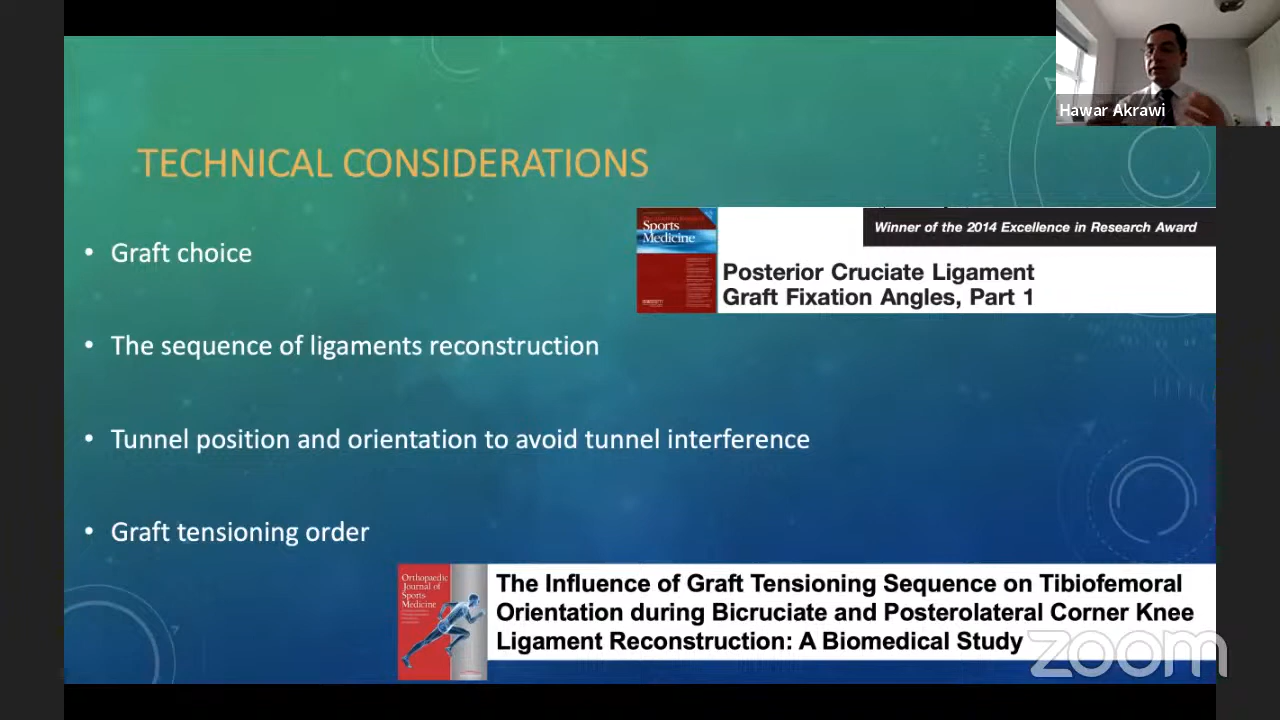 Hawar Akrawi
TECHNICAL CONSIDERATIONS
• Graft choice
Sports
Medicine
Winner of the 2014 Excellence in Research Award
Posterior Cruciate Ligament
Graft Fixation Angles, Part 1
• The sequence of ligaments reconstruction
• Tunnel position and orientation to avoid tunnel interference
• Graft tensioning order
Orthopaedic
Journal of
Sports
Medicine
The Influence of Graft Tensioning Sequence on Tibiofemoral
Orientation during Bicruciate and Posterolateral Corner Knee
Ligament Reconstruction: A Biomedical Study
zoom